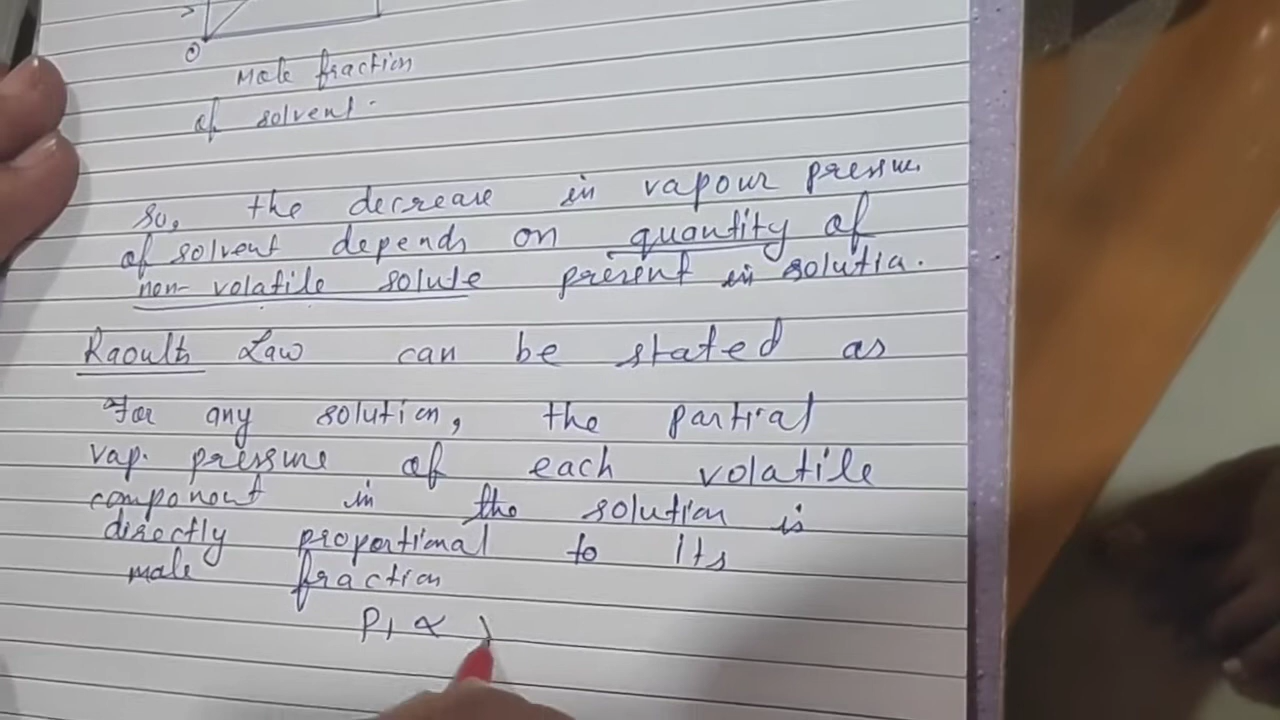 O
Mole fraction
of solvent.
So, the decrease in vapour pressure
of solvent depends on quantity of
non-volatile solute present in solution.
Raoults Law can be stated as
For any solution, the partial
vap. pressure of each volatile
component in the solution is
directly proportional to its
mole fraction
P1 ∝